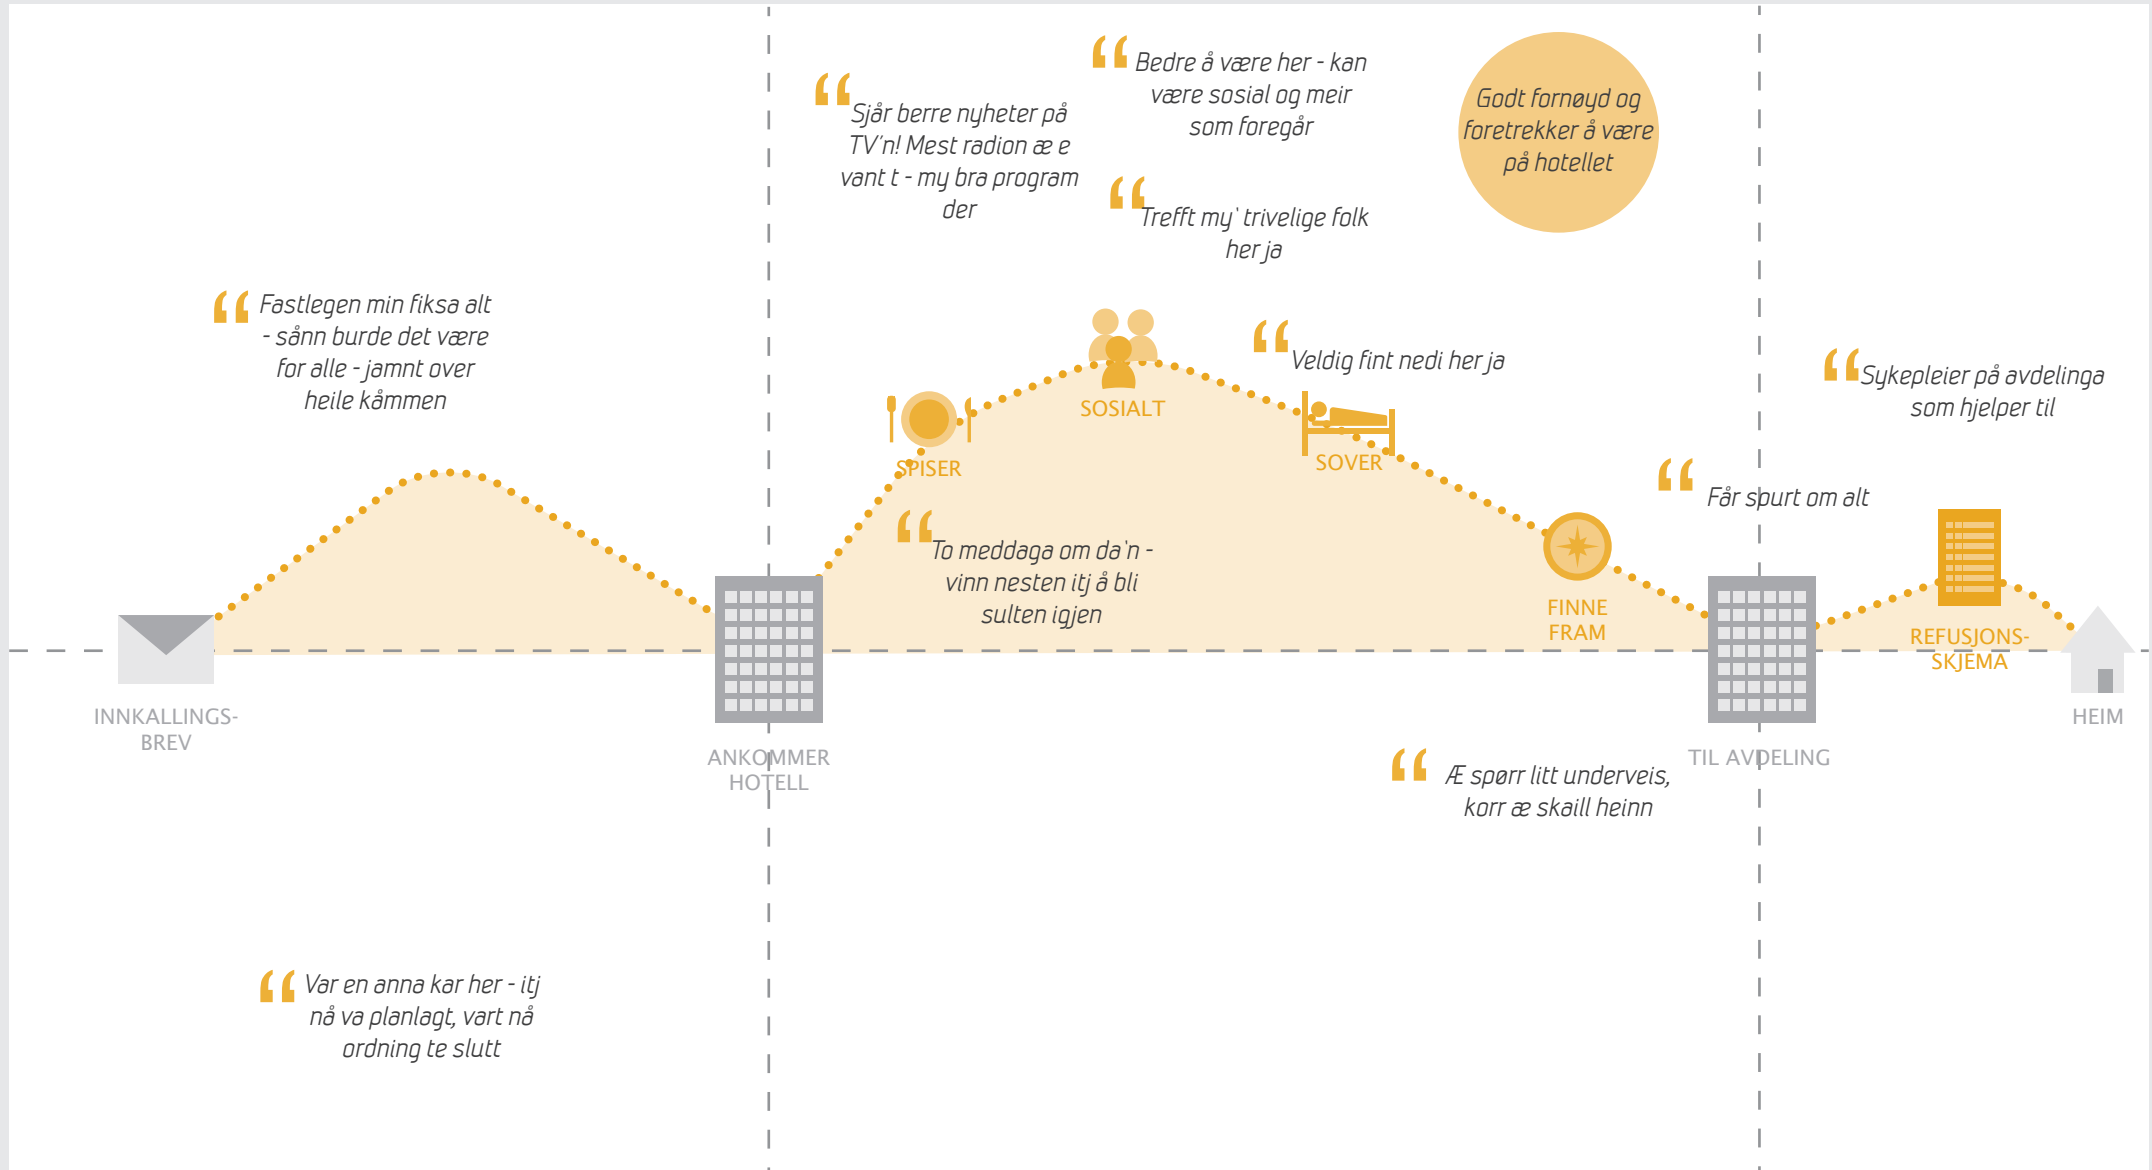 Fastlegen min fiksa alt
- sånn burde det være
for alle - jamnt over
heile kåmmen
Sjår berre nyheter på
TV'n! Mest radion æ e
vant t - my bra program
der
Bedre å være her - kan
være sosial og meir
som foregår
Trefft my` trivelige folk
her ja
Godt fornøyd og
foretrekker å være
på hotellet
Veldig fint nedi her ja
Sykepleier på avdelinga
som hjelper til
SOSIALT
SPISER
SOVER
Får spurt om alt
To meddaga om da`n -
vinn nesten itj å bli
sulten igjen
FINNE
FRAM
REFUSJONS-
SKJEMA
INNKALLINGS-
BREV
ANKOMMER
HOTELL
TIL AVDELING
HEIM
Æ spørr litt underveis,
korr æ skaill heinn
Var en anna kar her - itj
nå va planlagt, vart nå
ordning te slutt